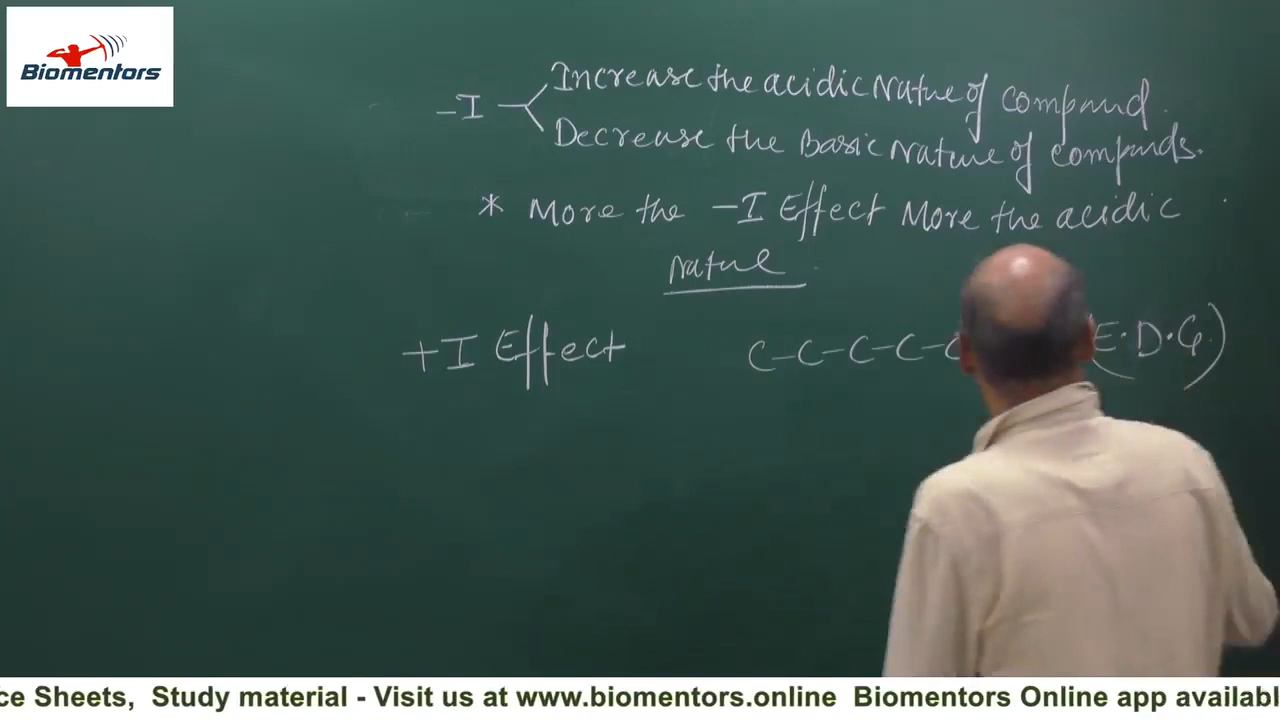 Biomentors
-I
Increase the acidic Nature of compound.
Decrease the Basic Nature of compounds.
* More the -I Effect More the acidic
Nature.
+I Effect C-C-C-C-C (E.D.G)
ce Sheets, Study material - Visit us at www.biomentors.online Biomentors Online app availabl